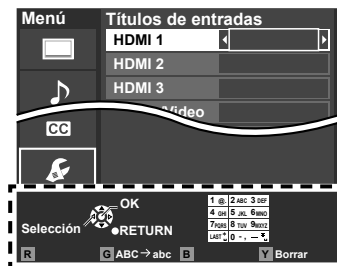 Menú
Títulos de entradas
HDMI 1
HDMI 2
HDMI 3
Video
CC
OK
Selección
RETURN
1 @. 2 ABC 3 DEF
4 GHI 5 JKL 6 MNO
7 PQRS 8 TUV 9 WXYZ
LAST 0 - ,
R G ABC → abc B Y Borrar